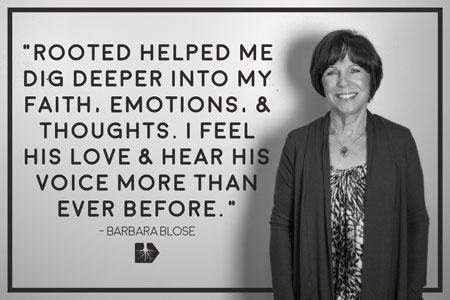 "ROOTED HELPED ME
DIG DEEPER INTO MY
FAITH, EMOTIONS, &
THOUGHTS. I FEEL
HIS LOVE & HEAR HIS
VOICE MORE THAN
EVER BEFORE."
- BARBARA BLOSE